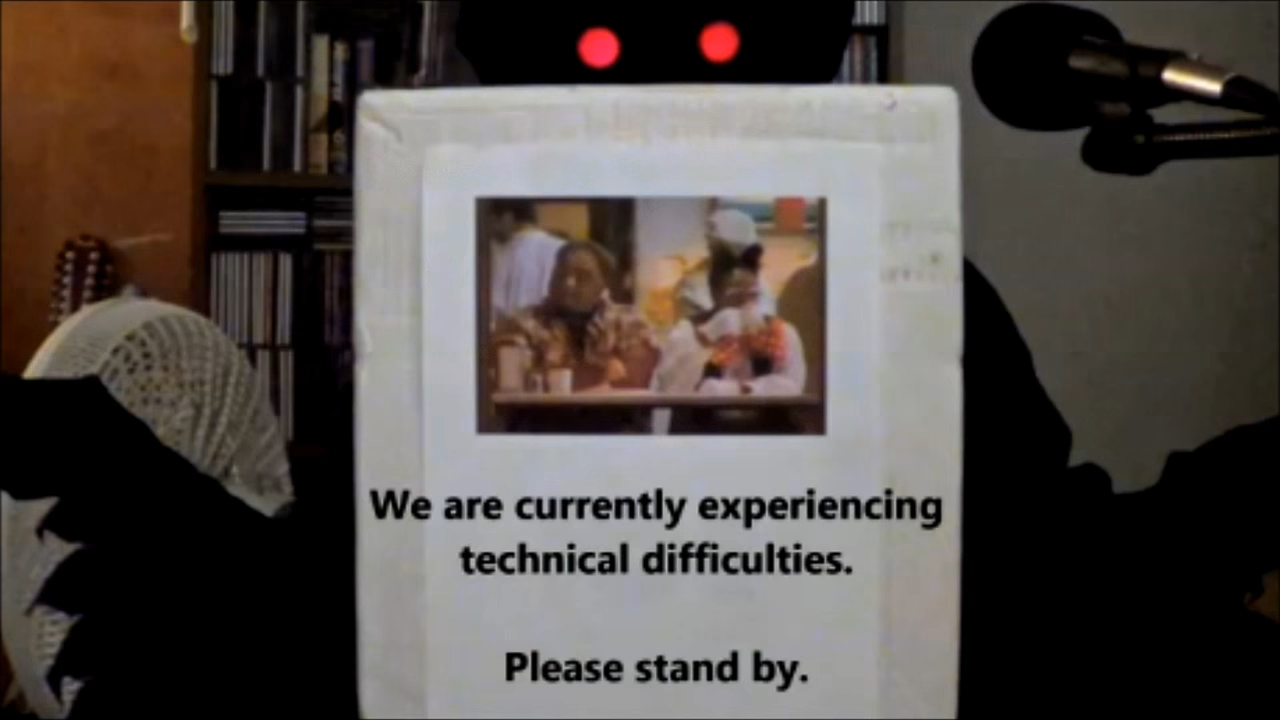 We are currently experiencing
technical difficulties.
Please stand by.